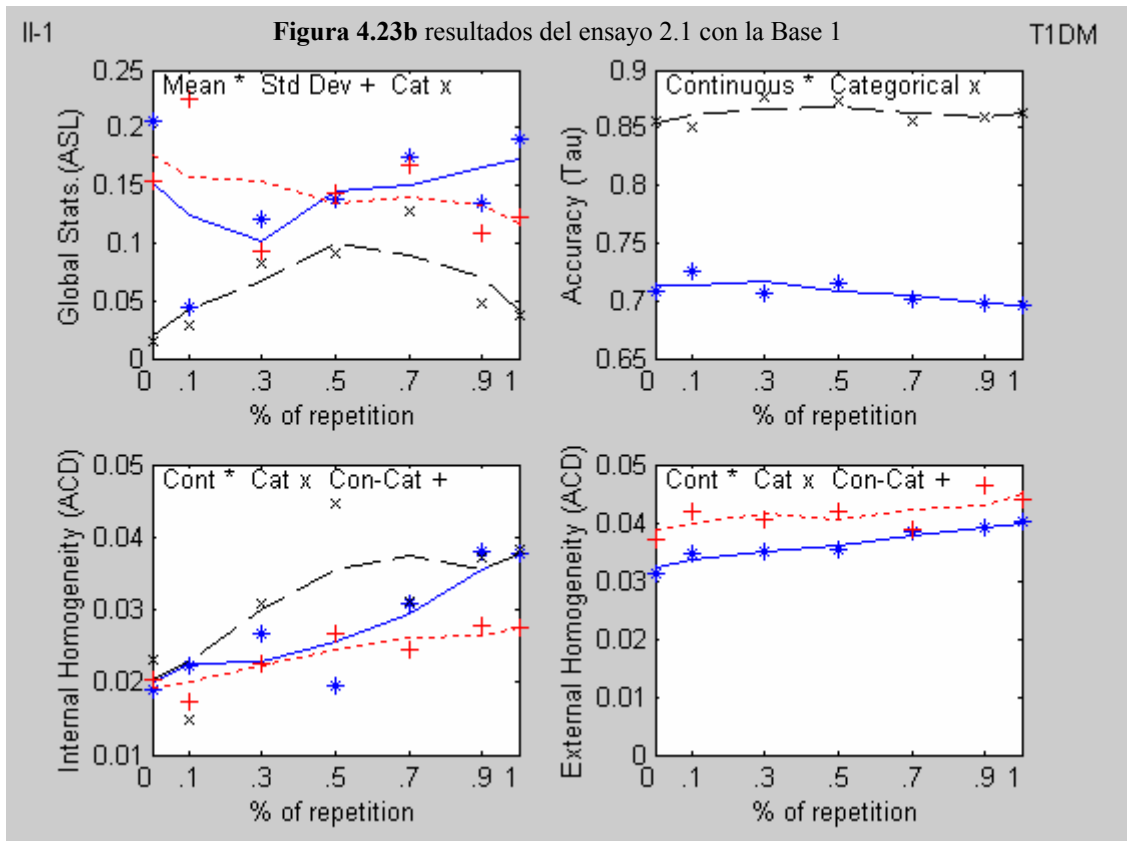 II-1
Figura 4.23b resultados del ensayo 2.1 con la Base 1
T1DM
Mean * Std Dev + Cat x
Global Stats.(ASL)
0.25
0.2
0.15
0.1
0.05
0
0 .1 .3 .5 .7 .9 1
% of repetition
Continuous * Categorical x
Accuracy (Tau)
0.9
0.85
0.8
0.75
0.7
0.65
0 .1 .3 .5 .7 .9 1
% of repetition
Cont * Cat x Con-Cat +
Internal Homogeneity (ACD)
0.05
0.04
0.03
0.02
0.01
0 .1 .3 .5 .7 .9 1
% of repetition
Cont * Cat x Con-Cat +
External Homogeneity (ACD)
0.05
0.04
0.03
0.02
0.01
0
0 .1 .3 .5 .7 .9 1
% of repetition